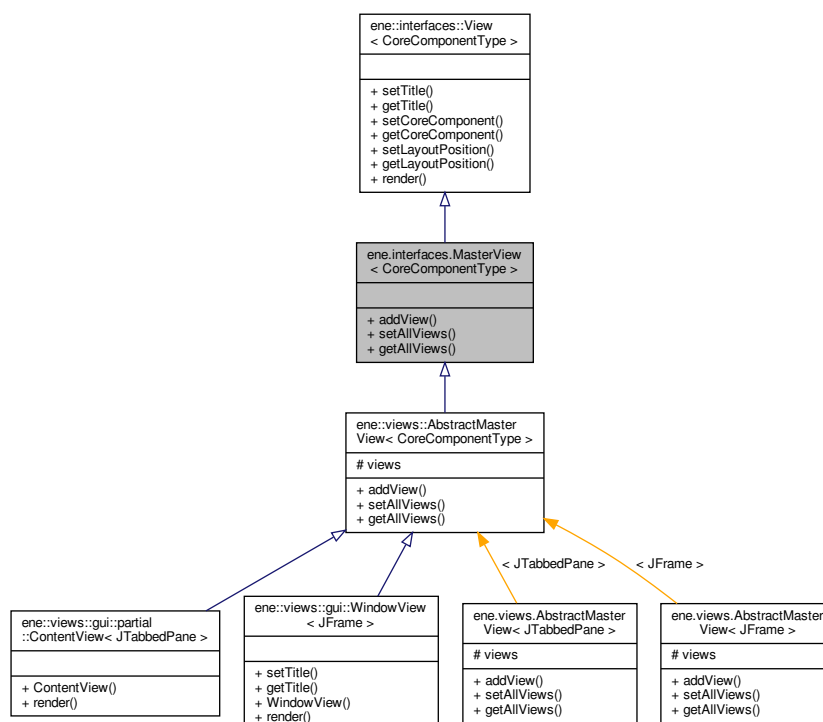 ene::interfaces::View
< CoreComponentType >
+ setTitle()
+ getTitle()
+ setCoreComponent()
+ getCoreComponent()
+ setLayoutPosition()
+ getLayoutPosition()
+ render()
ene.interfaces.MasterView
< CoreComponentType >
+ addView()
+ setAllViews()
+ getAllViews()
ene::views::AbstractMaster
View< CoreComponentType >
# views
+ addView()
+ setAllViews()
+ getAllViews()
< JTabbedPane >
< JFrame >
ene::views::gui::partial
::ContentView< JTabbedPane >
+ ContentView()
+ render()
ene::views::gui::WindowView
< JFrame >
+ setTitle()
+ getTitle()
+ WindowView()
+ render()
ene.views.AbstractMaster
View< JTabbedPane >
# views
+ addView()
+ setAllViews()
+ getAllViews()
ene.views.AbstractMaster
View< JFrame >
# views
+ addView()
+ setAllViews()
+ getAllViews()